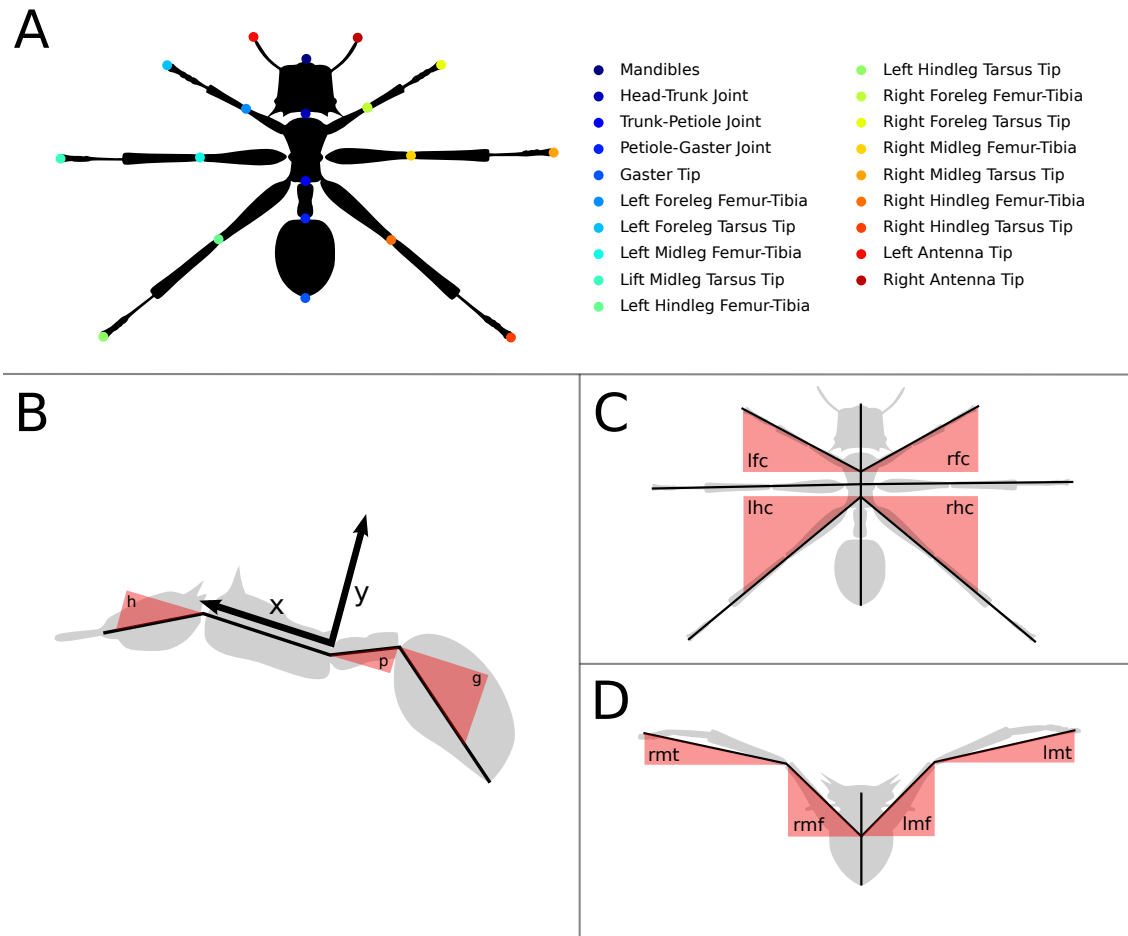 A
Mandibles
Head-Trunk Joint
Trunk-Petiole Joint
Petiole-Gaster Joint
Gaster Tip
Left Foreleg Femur-Tibia
Left Foreleg Tarsus Tip
Left Midleg Femur-Tibia
Lift Midleg Tarsus Tip
Left Hindleg Femur-Tibia
Left Hindleg Tarsus Tip
Right Foreleg Femur-Tibia
Right Foreleg Tarsus Tip
Right Midleg Femur-Tibia
Right Midleg Tarsus Tip
Right Hindleg Femur-Tibia
Right Hindleg Tarsus Tip
Left Antenna Tip
Right Antenna Tip
B
h
x
y
p
g
C
lfc
rfc
lhc
rhc
D
rmt
lmt
rmf
lmf